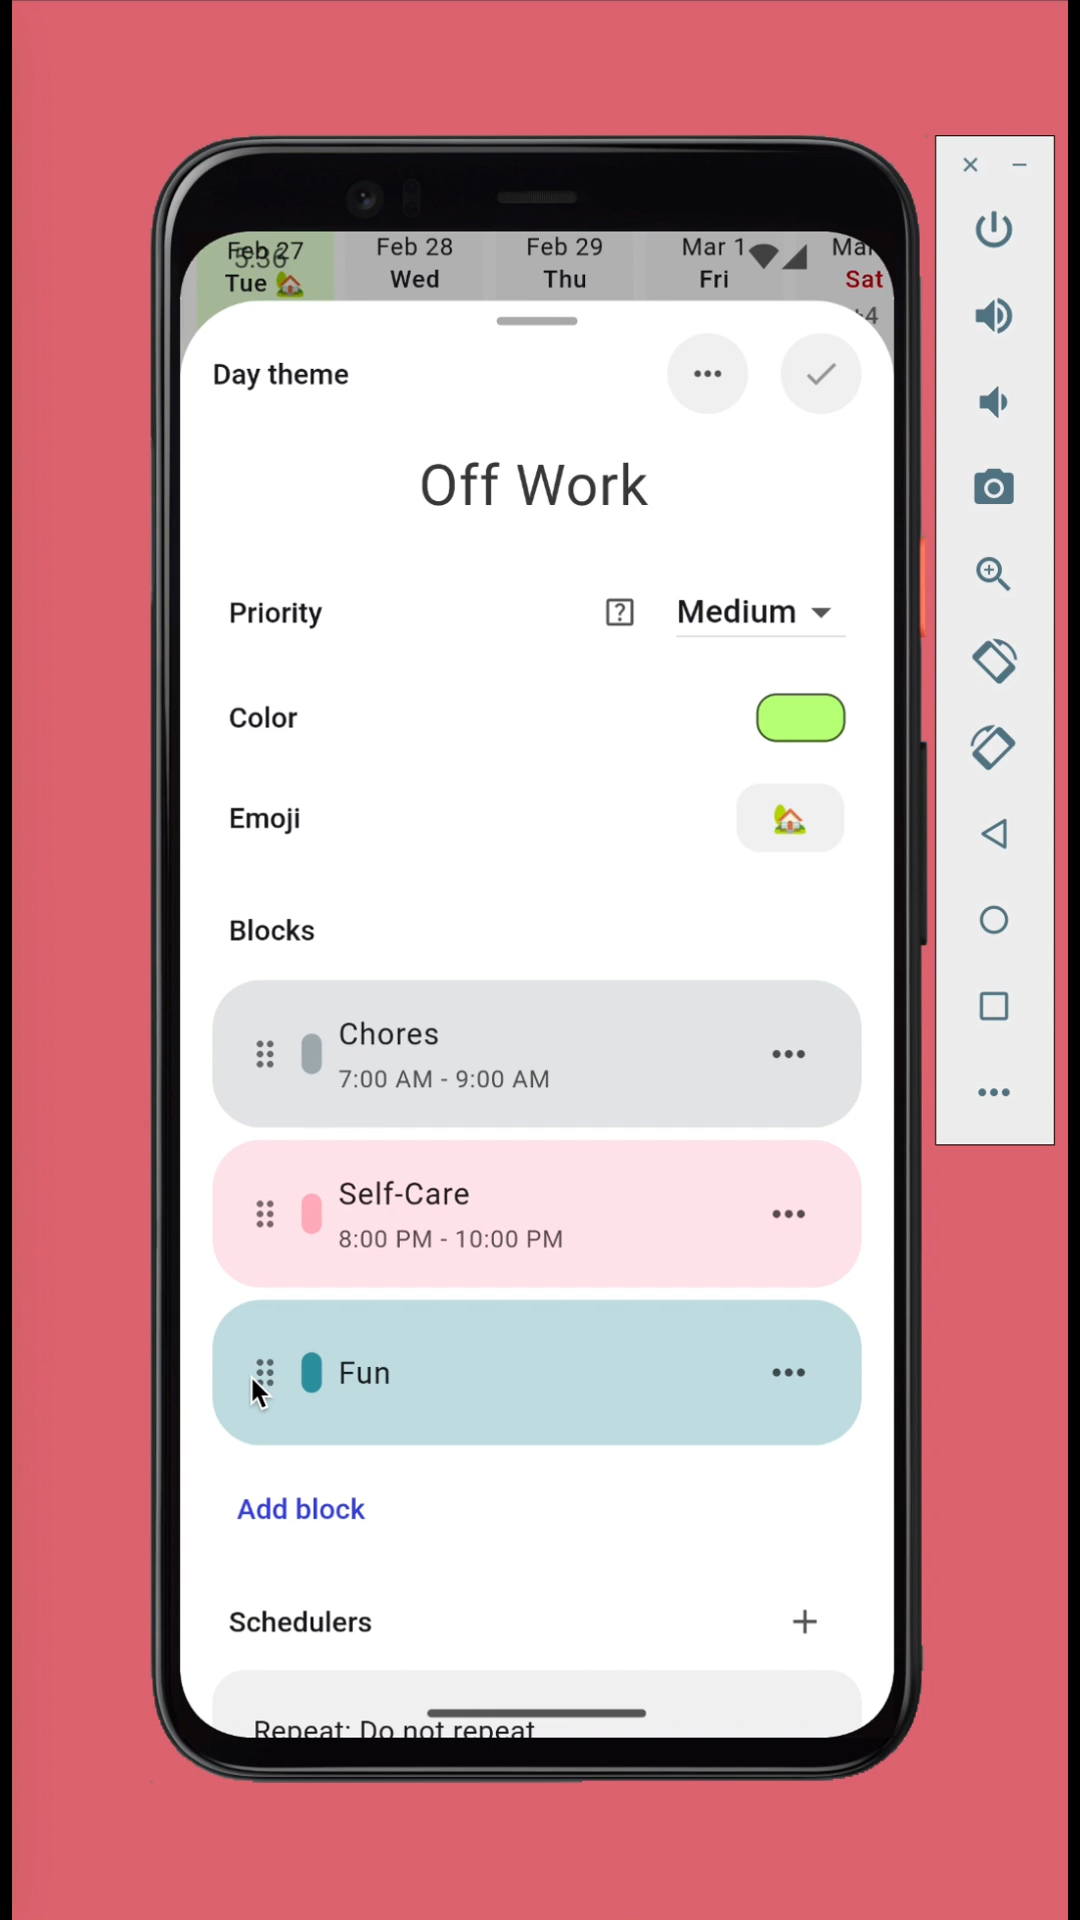 Feb 27
5:36
Tue
Feb 28
Wed
Feb 29
Thu
Mar 1
Fri
Sat
Day theme
Off Work
Priority
Medium
Color
Emoji
Blocks
Chores
7:00 AM - 9:00 AM
Self-Care
8:00 PM - 10:00 PM
Fun
Add block
Schedulers
Repeat: Do not repeat